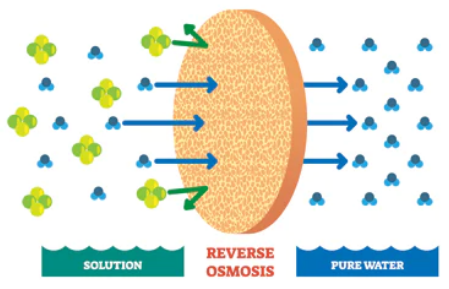 SOLUTION
REVERSE
OSMOSIS
PURE WATER